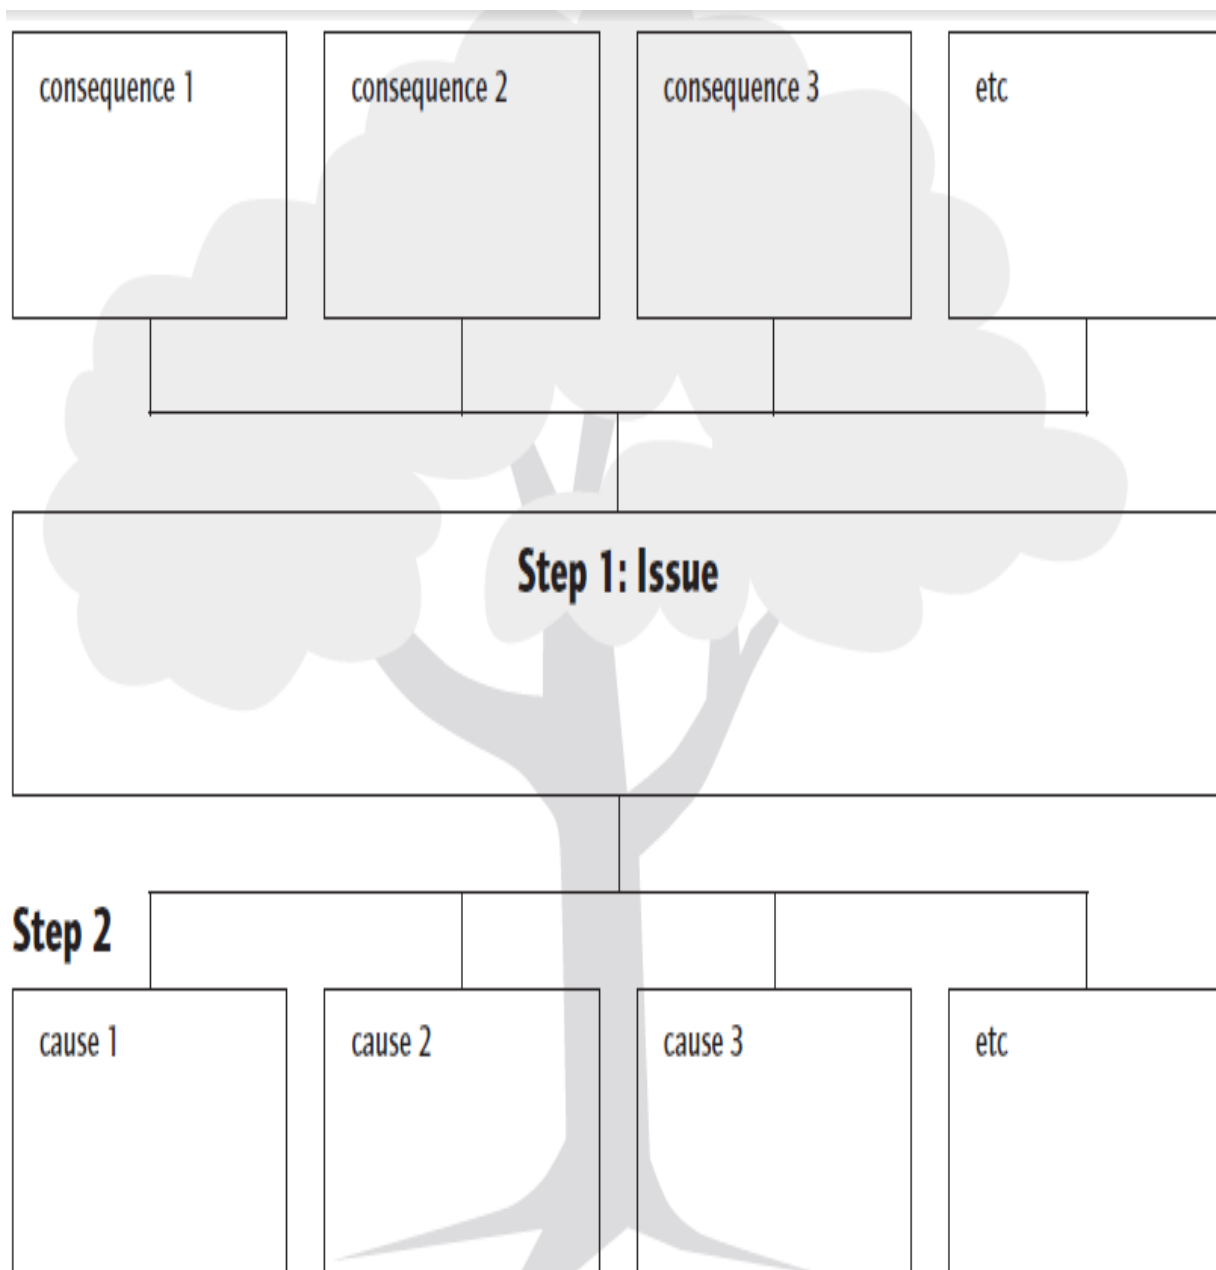 consequence 1
consequence 2
consequence 3
etc
Step 1: Issue
Step 2
cause 1
cause 2
cause 3
etc